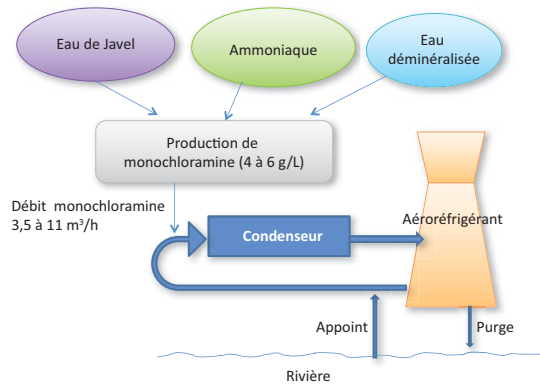 Eau de Javel
Ammoniaque
Eau
déminéralisée
Production de
monochloramine (4 à 6 g/L)
Débit monochloramine
3,5 à 11 m³/h
Condenseur
Aéroréfrigérant
Appoint
Purge
Rivière